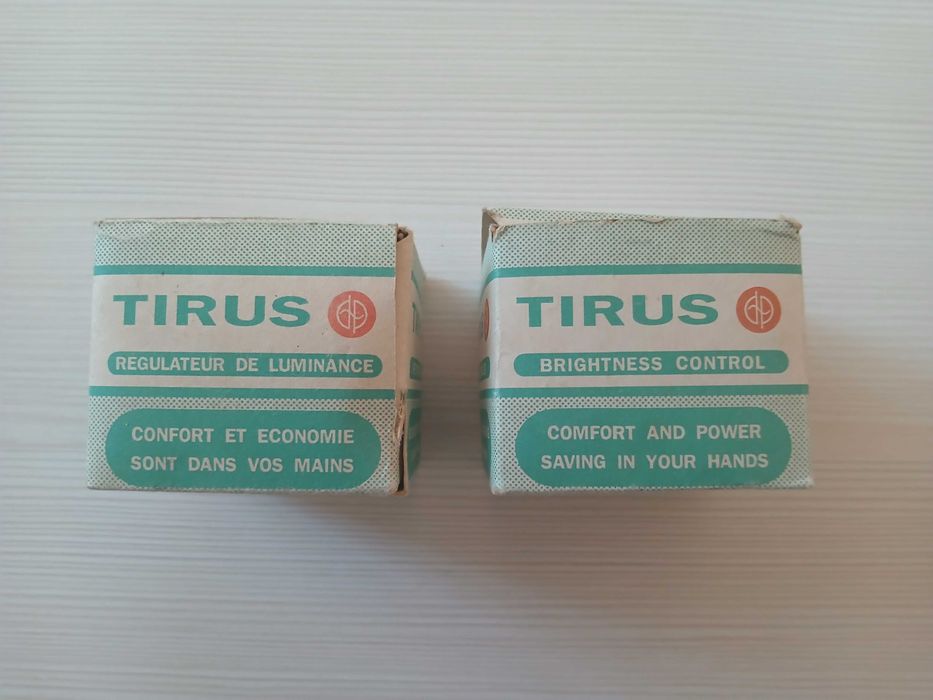 TIRUS
REGULATEUR DE LUMINANCE
CONFORT ET ECONOMIE
SONT DANS VOS MAINS
TIRUS
BRIGHTNESS CONTROL
COMFORT AND POWER
SAVING IN YOUR HANDS